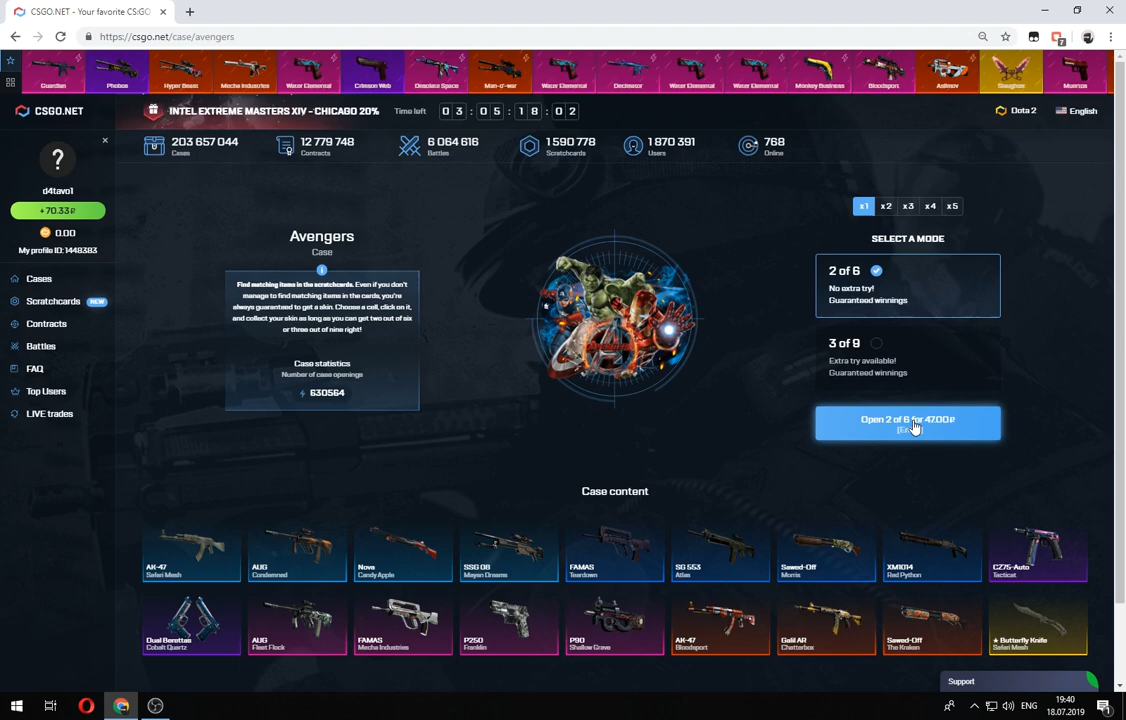 CSGO.NET - Your favorite CS:GO
https://csgo.net/case/avengers
7
Guardian
Phobos
Hyper Beast
Mecha Industries
Water Elemental
Crimson Web
Dissolved Space
Man-o'-war
Water Elemental
Decimator
Water Elemental
Water Elemental
Monkey Business
Bloodsport
Asiimov
Slaughter
Muertos
CSGO.NET
INTEL EXTREME MASTERS XIV - CHICAGO 20%
Time left
0 3 : 0 5 : 1 8 : 0 2
Dota 2
English
203 657 044
Cases
12 779 748
Contracts
6 064 616
Battles
1 590 778
Scratchcards
1 870 391
Users
768
Online
?
d4tavo1
+70.33₽
0.00
My profile ID: 1448383
Cases
Scratchcards NEW
Contracts
Battles
FAQ
Top Users
LIVE trades
Avengers
Case
Find matching items in the scratchcards. Even if you don't
manage to find matching items in the cards, you're
always guaranteed to get a skin. Choose a cell, click on it,
and collect your skin as long as you can get two out of six
or three out of nine right!
Case statistics
Number of case openings
630564
x1 x2 x3 x4 x5
SELECT A MODE
2 of 6
No extra try!
Guaranteed winnings
3 of 9
Extra try available!
Guaranteed winnings
Open 2 of 6 for 47.00₽
Case content
AK-47
Safari Mesh
AUG
Condemned
Nova
Candy Apple
SSG 08
Mayan Dreams
FAMAS
Teardown
SG 553
Atlas
Sawed-Off
Morris
XM1014
Red Python
CZ75-Auto
Tacticat
Dual Berettas
Cobalt Quartz
AUG
Fleet Flock
FAMAS
Mecha Industries
P250
Franklin
P90
Shallow Grave
AK-47
Bloodsport
Galil AR
Chatterbox
Sawed-Off
The Kraken
★ Butterfly Knife
Safari Mesh
Support
ENG
19:40
18.07.2019
1